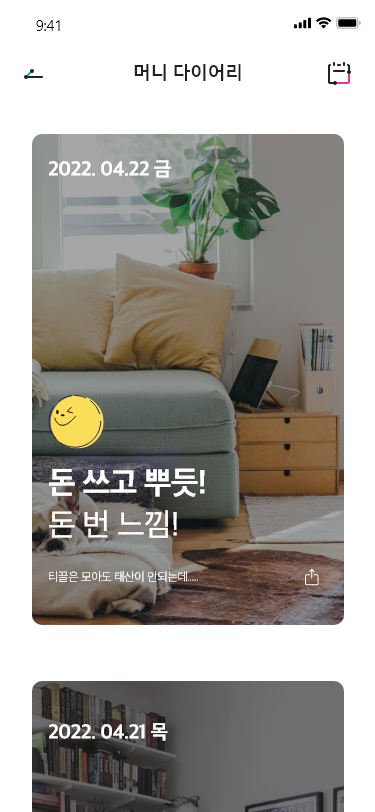 9:41
머니 다이어리
2022. 04.22 금
돈 쓰고 뿌듯!
돈 번 느낌!
티끌은 모아도 태산이 안되는데.....
2022. 04.21 목